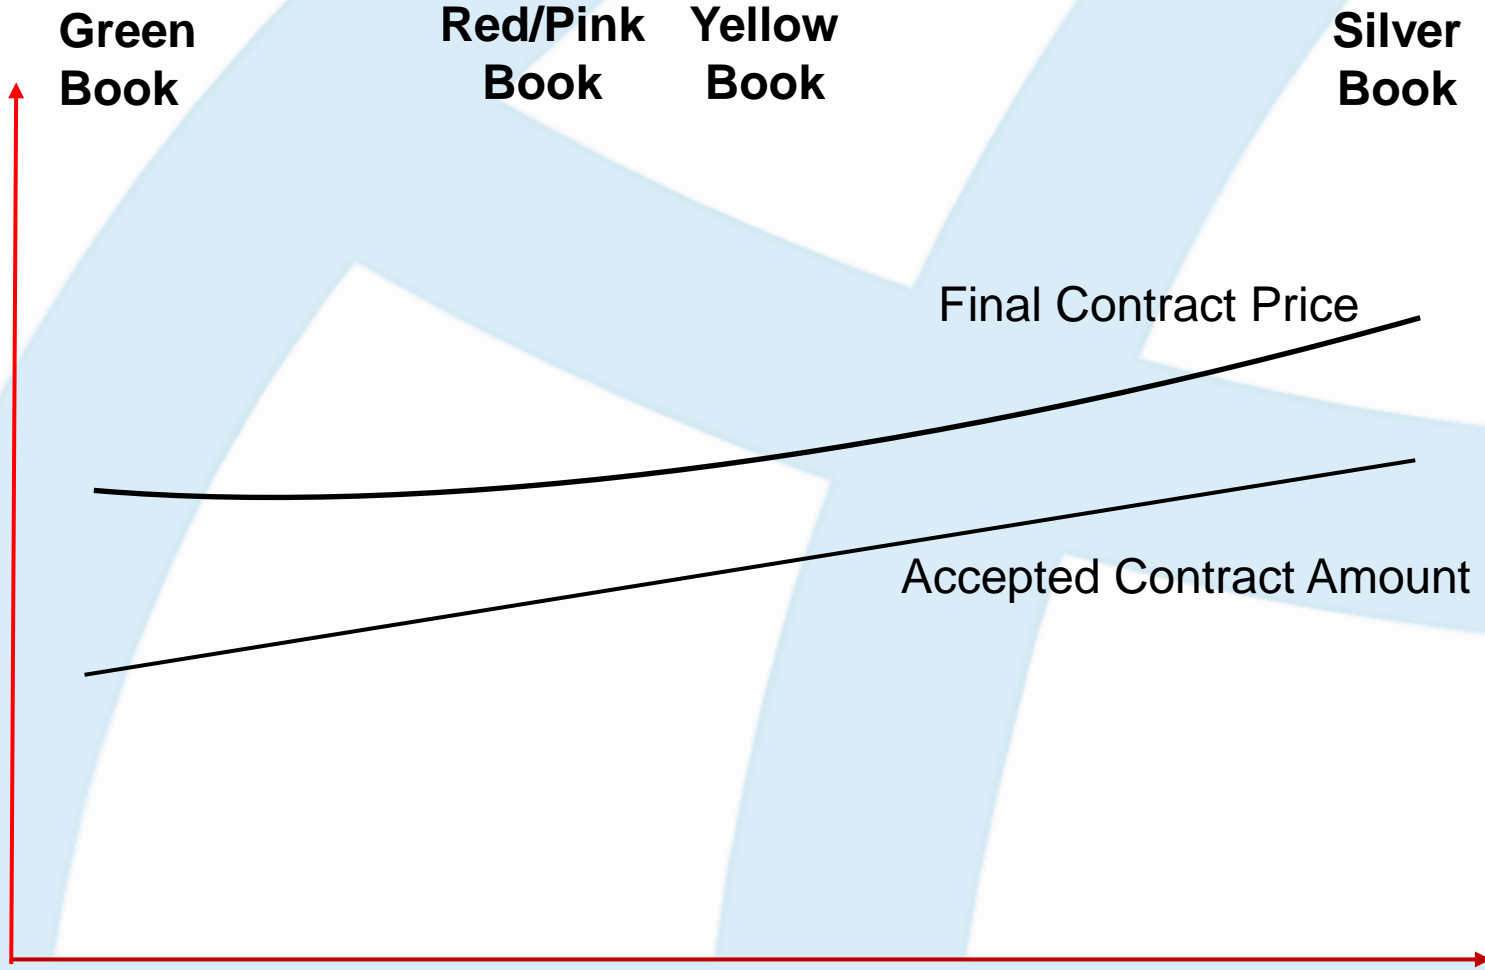 Green
Book
Red/Pink
Book
Yellow
Book
Silver
Book
Final Contract Price
Accepted Contract Amount